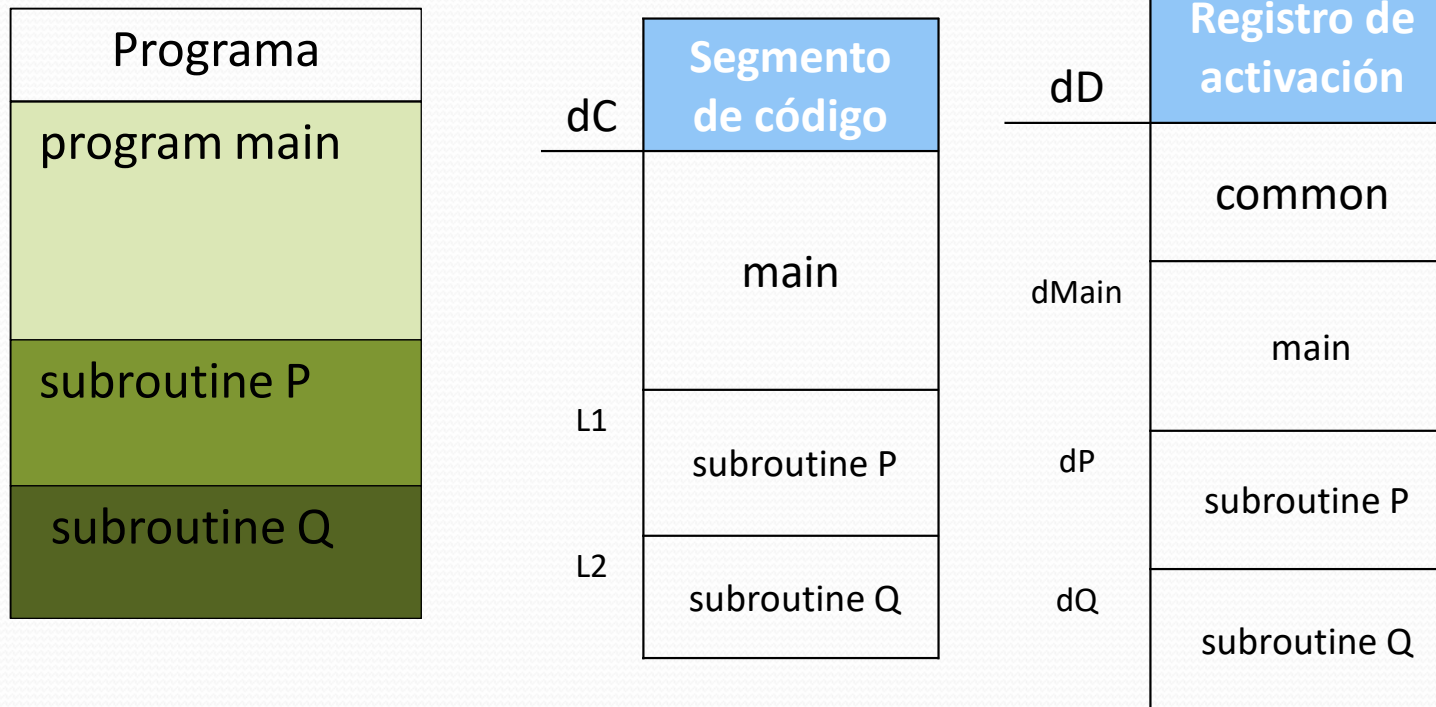 Programa
program main
subroutine P
subroutine Q
dC
Segmento
de código
main
L1
subroutine P
L2
subroutine Q
dD
Registro de
activación
common
dMain
main
dP
subroutine P
dQ
subroutine Q